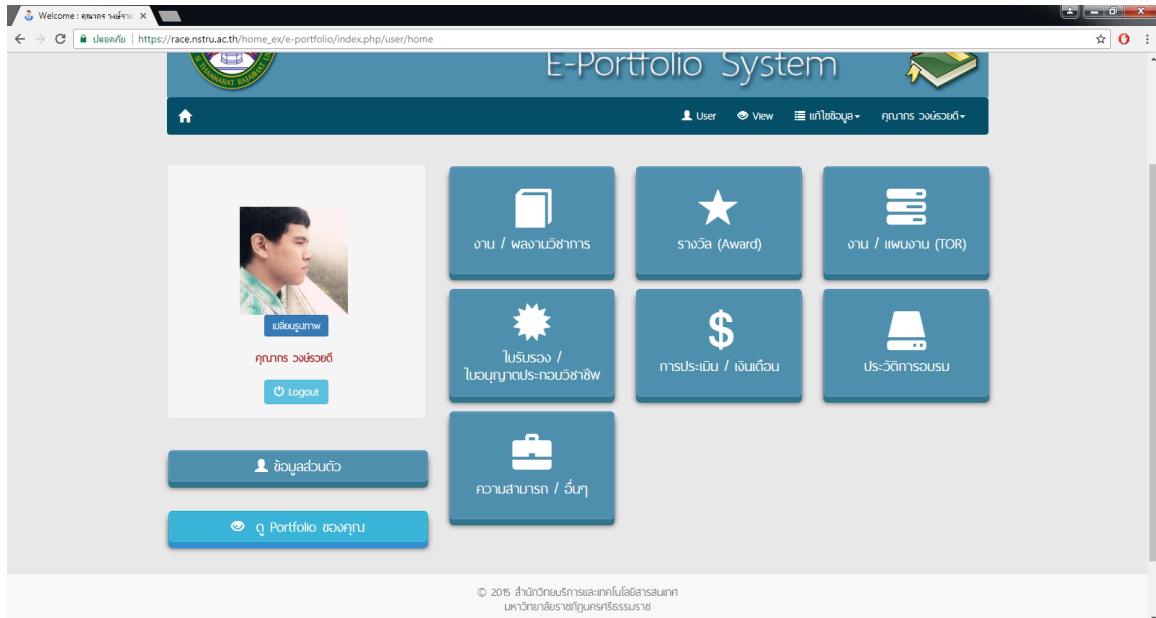 Welcome : คุณากร วงษ์รวย
ปลอดภัย https://race.nstru.ac.th/home_ex/e-portfolio/index.php/user/home
E-Portfolio System
User View แก้ไขข้อมูล คุณากร วงษ์รวยดี
งาน / ผลงานวิชาการ
รางวัล (Award)
งาน / แผนงาน (TOR)
เปลี่ยนรูปภาพ
คุณากร วงษ์รวยดี
Logout
ใบรับรอง /
ใบอนุญาตประกอบวิชาชีพ
การประเมิน / เงินเดือน
ประวัติการอบรม
ข้อมูลส่วนตัว
ดู Portfolio ของคุณ
ความสามารถ / อื่นๆ
© 2015 สำนักวิทยบริการและเทคโนโลยีสารสนเทศ
มหาวิทยาลัยราชภัฏนครศรีธรรมราช